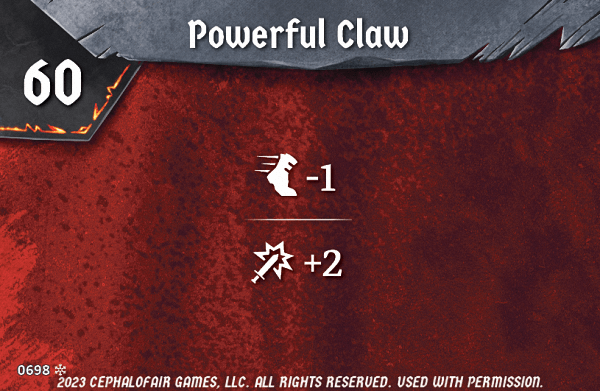 Powerful Claw
60
-1
+2
0698
2023 CEPHALOFAIR GAMES, LLC. ALL RIGHTS RESERVED. USED WITH PERMISSION.